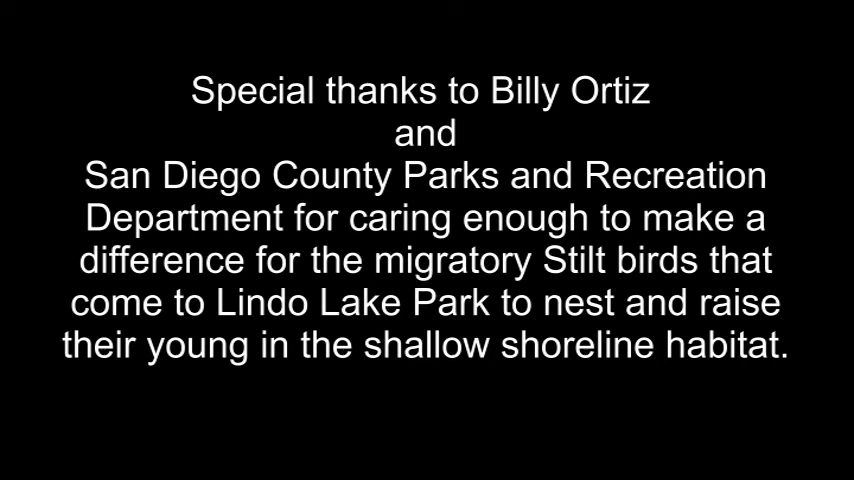 Special thanks to Billy Ortiz
and
San Diego County Parks and Recreation
Department for caring enough to make a
difference for the migratory Stilt birds that
come to Lindo Lake Park to nest and raise
their young in the shallow shoreline habitat.